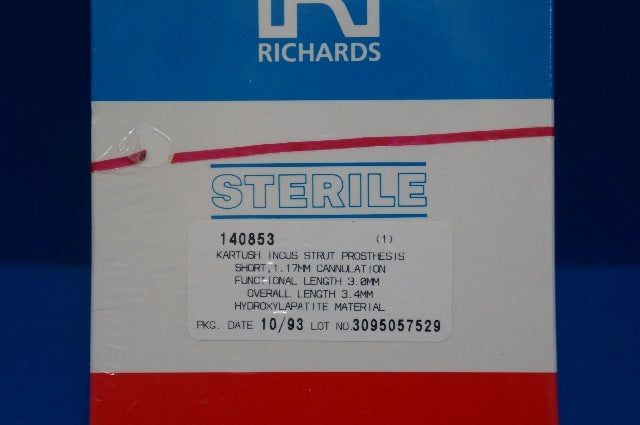 RICHARDS
STERILE
140853 (1)
KARTUSH INCUS STRUT PROSTHESIS
SHORT,1.17MM CANNULATION
FUNCTIONAL LENGTH 3.0MM
OVERALL LENGTH 3.4MM
HYDROXYLAPATITE MATERIAL
PKG. DATE 10/93 LOT NO.3095057529